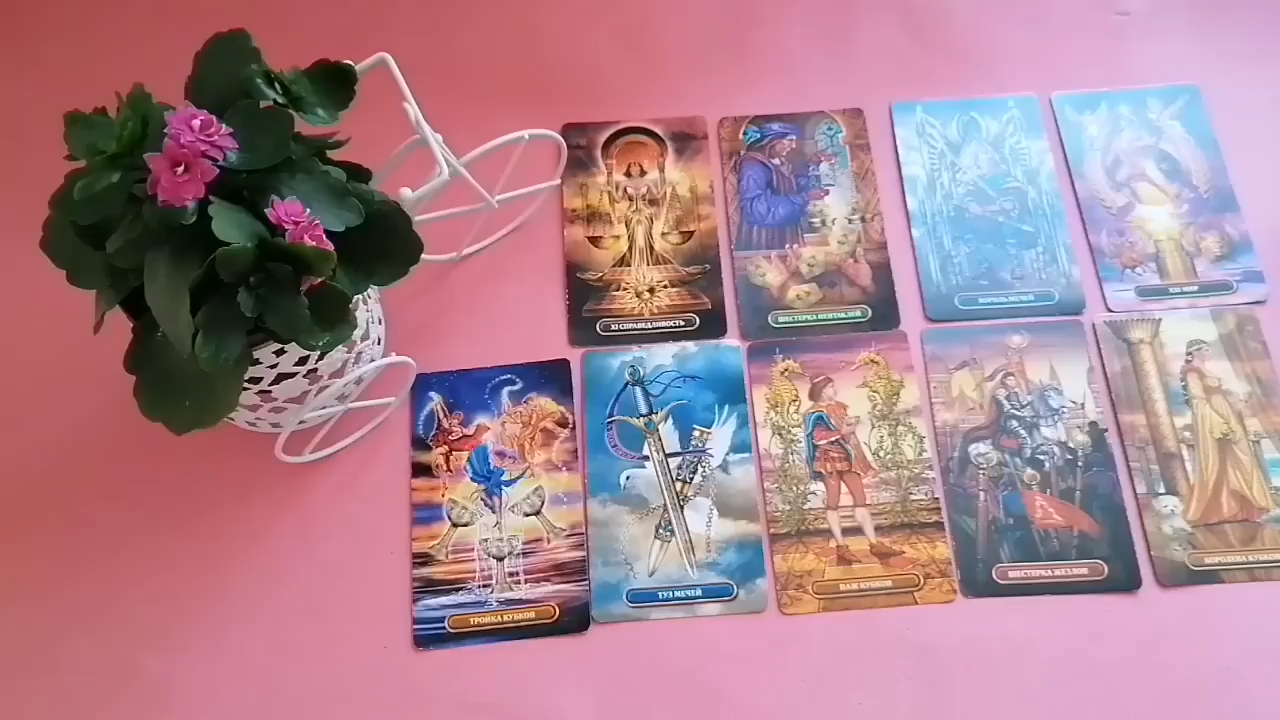 XI СПРАВЕДЛИВОСТЬ
ШЕСТЕРКА ПЕНТАКЛЕЙ
КОРОЛЬ МЕЧЕЙ
XXI МИР
ТРОЙКА КУБКОВ
ТУЗ МЕЧЕЙ
ПАЖ КУБКОВ
ШЕСТЕРКА ЖЕЗЛОВ
КОРОЛЕВА КУБКОВ